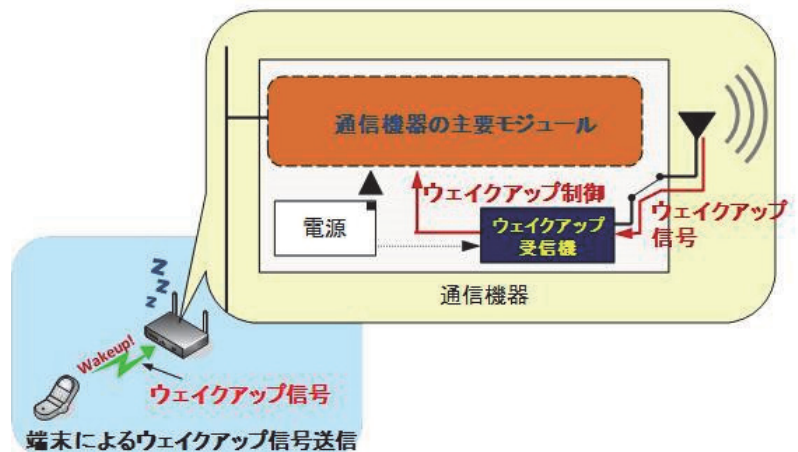 通信機器の主要モジュール
ウェイクアップ制御
電源
ウェイクアップ
受信機
ウェイクアップ
信号
通信機器
z
z
z
Wakeup!
ウェイクアップ信号
端末によるウェイクアップ信号送信